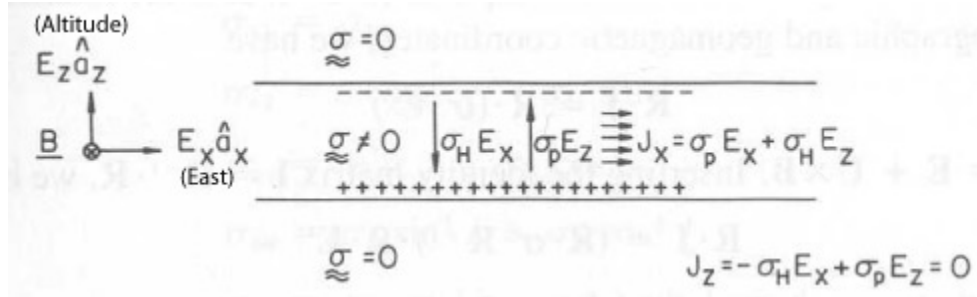 (Altitude)
E_z â_z
B
E_x â_x
(East)
σ = 0
- - - - - - - - - - - - - - - - - - - - - - - -
σ ≠ 0
σ_H E_x
σ_p E_z
J_x = σ_p E_x + σ_H E_z
+ + + + + + + + + + + + + + + + + + + + + + + +
σ = 0
J_z = -σ_H E_x + σ_p E_z = 0